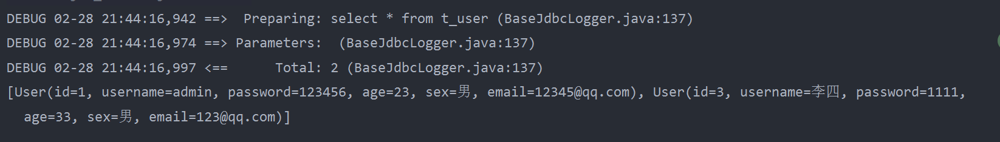 DEBUG 02-28 21:44:16,942 ==>  Preparing: select * from t_user (BaseJdbcLogger.java:137)
DEBUG 02-28 21:44:16,974 ==> Parameters:  (BaseJdbcLogger.java:137)
DEBUG 02-28 21:44:16,997 <==      Total: 2 (BaseJdbcLogger.java:137)
[User(id=1, username=admin, password=123456, age=23, sex=男, email=12345@qq.com), User(id=3, username=李四, password=1111,
age=33, sex=男, email=123@qq.com)]